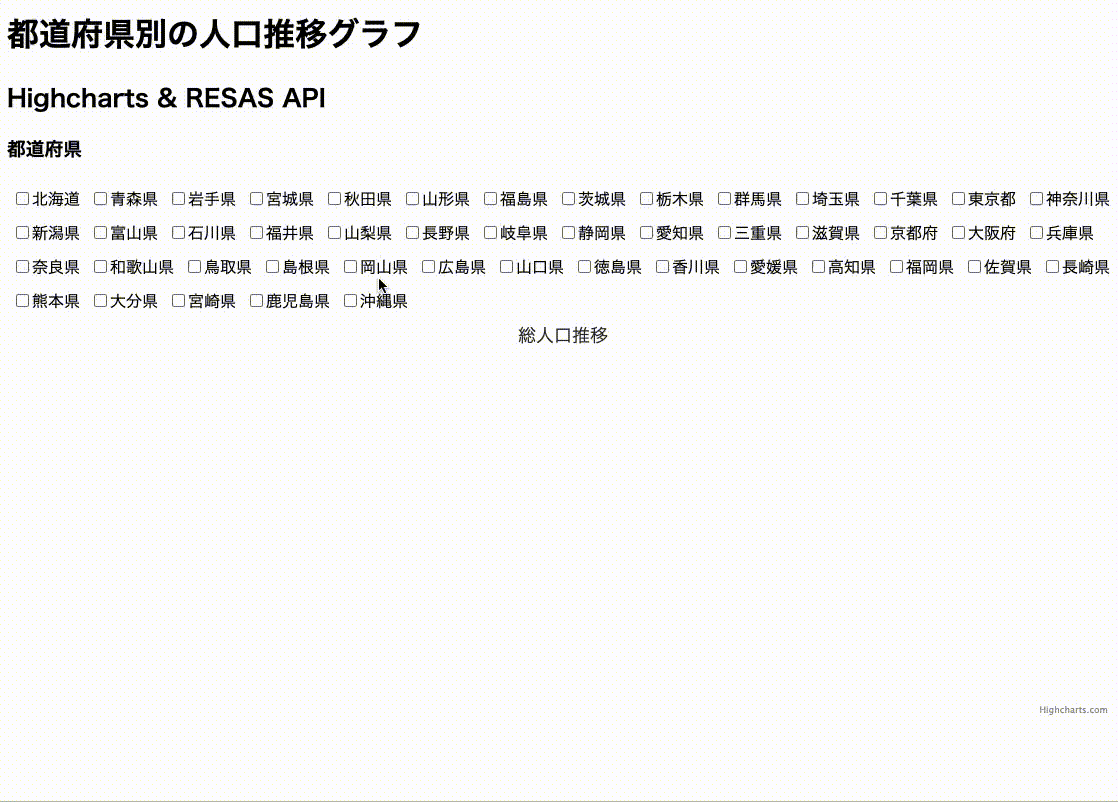 都道府県別の人口推移グラフ
Highcharts & RESAS API
都道府県
北海道 青森県 岩手県 宮城県 秋田県 山形県 福島県 茨城県 栃木県 群馬県 埼玉県 千葉県 東京都 神奈川県
新潟県 富山県 石川県 福井県 山梨県 長野県 岐阜県 静岡県 愛知県 三重県 滋賀県 京都府 大阪府 兵庫県
奈良県 和歌山県 鳥取県 島根県 岡山県 広島県 山口県 徳島県 香川県 愛媛県 高知県 福岡県 佐賀県 長崎県
熊本県 大分県 宮崎県 鹿児島県 沖縄県
総人口推移
Highcharts.com